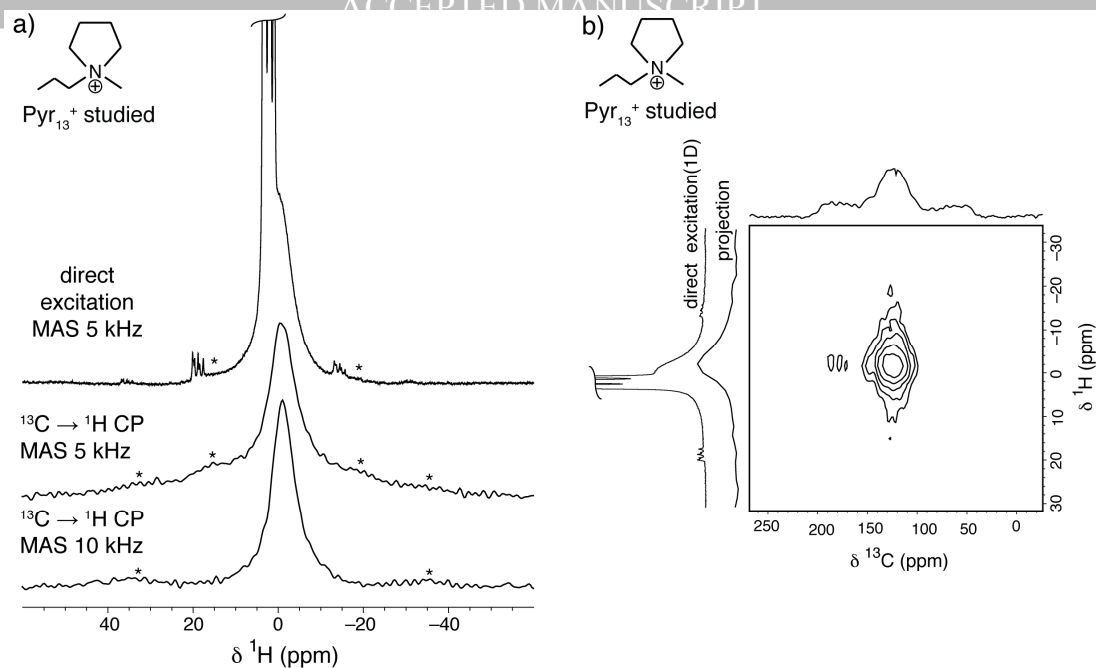 ACCEPTED MANUSCRIPT
a)
N
⊕
Pyr₁₃⁺ studied
direct
excitation
MAS 5 kHz
*
*
¹³C → ¹H CP
MAS 5 kHz
*
*
*
*
¹³C → ¹H CP
MAS 10 kHz
*
*
40 20 0 −20 −40
δ ¹H (ppm)
b)
N
⊕
Pyr₁₃⁺ studied
direct excitation(1D)
projection
−30
−20
−10
0
10
20
30
δ ¹H (ppm)
250 200 150 100 50 0
δ ¹³C (ppm)